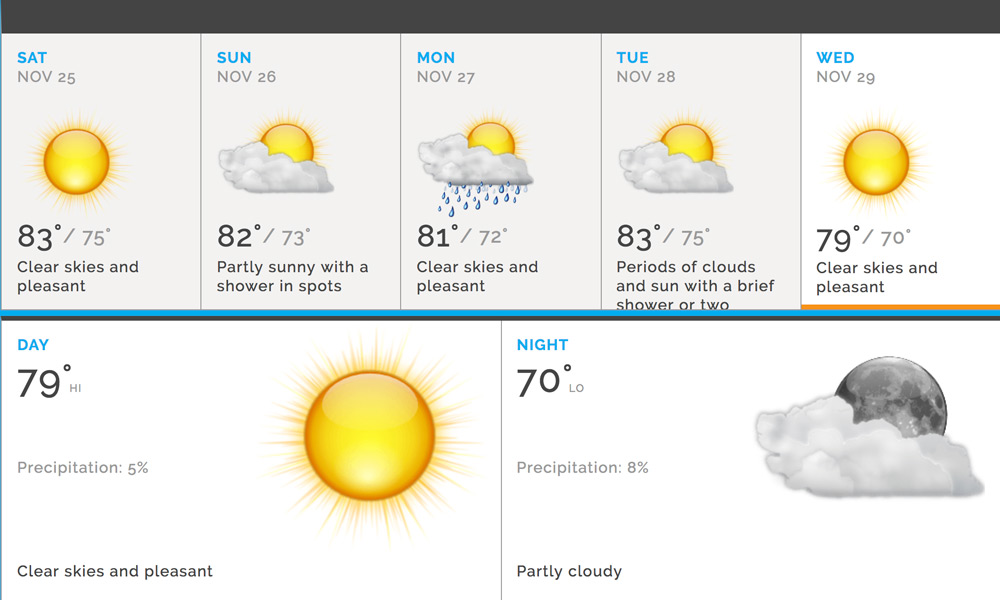 SAT
NOV 25
83°/ 75°
Clear skies and
pleasant
SUN
NOV 26
82°/ 73°
Partly sunny with a
shower in spots
MON
NOV 27
81°/ 72°
Clear skies and
pleasant
TUE
NOV 28
83°/ 75°
Periods of clouds
and sun with a brief
shower or two
WED
NOV 29
79°/ 70°
Clear skies and
pleasant
DAY
79° HI
Precipitation: 5%
Clear skies and pleasant
NIGHT
70° LO
Precipitation: 8%
Partly cloudy